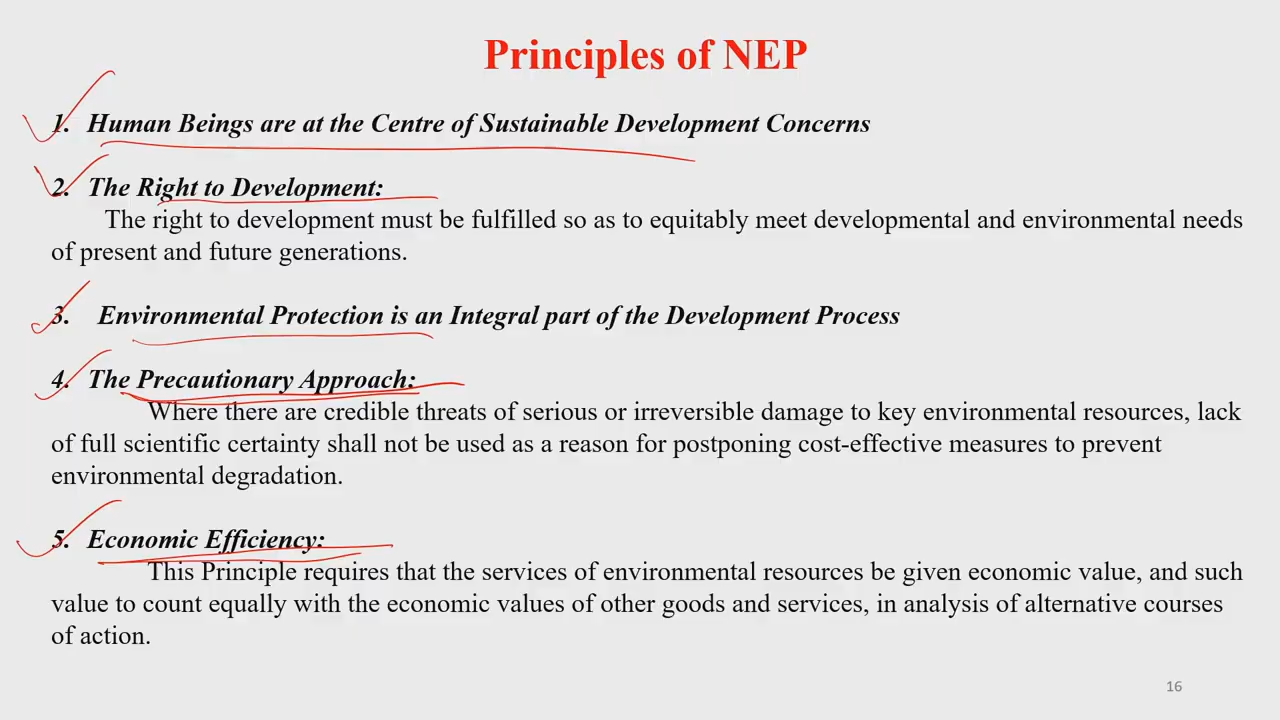 Principles of NEP
1. Human Beings are at the Centre of Sustainable Development Concerns
2. The Right to Development:
The right to development must be fulfilled so as to equitably meet developmental and environmental needs
of present and future generations.
3. Environmental Protection is an Integral part of the Development Process
4. The Precautionary Approach:
Where there are credible threats of serious or irreversible damage to key environmental resources, lack
of full scientific certainty shall not be used as a reason for postponing cost-effective measures to prevent
environmental degradation.
5. Economic Efficiency:
This Principle requires that the services of environmental resources be given economic value, and such
value to count equally with the economic values of other goods and services, in analysis of alternative courses
of action.
16